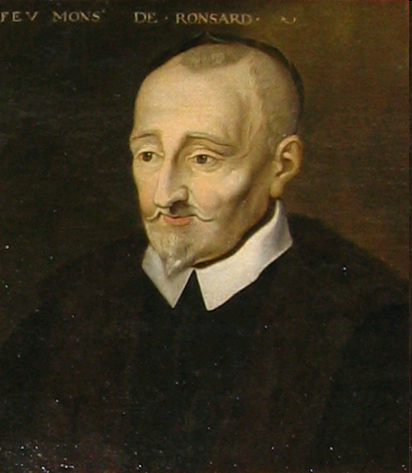 FEV MONS DE · RONSARD ·